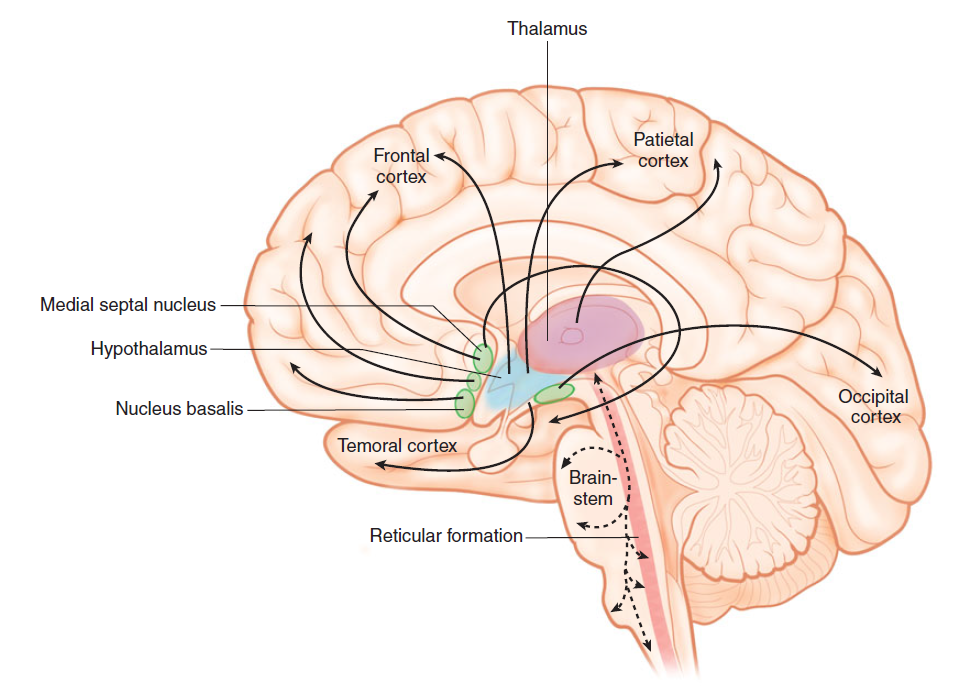 Thalamus
Frontal
cortex
Patietal
cortex
Medial septal nucleus
Hypothalamus
Nucleus basalis
Occipital
cortex
Temoral cortex
Brain-
stem
Reticular formation